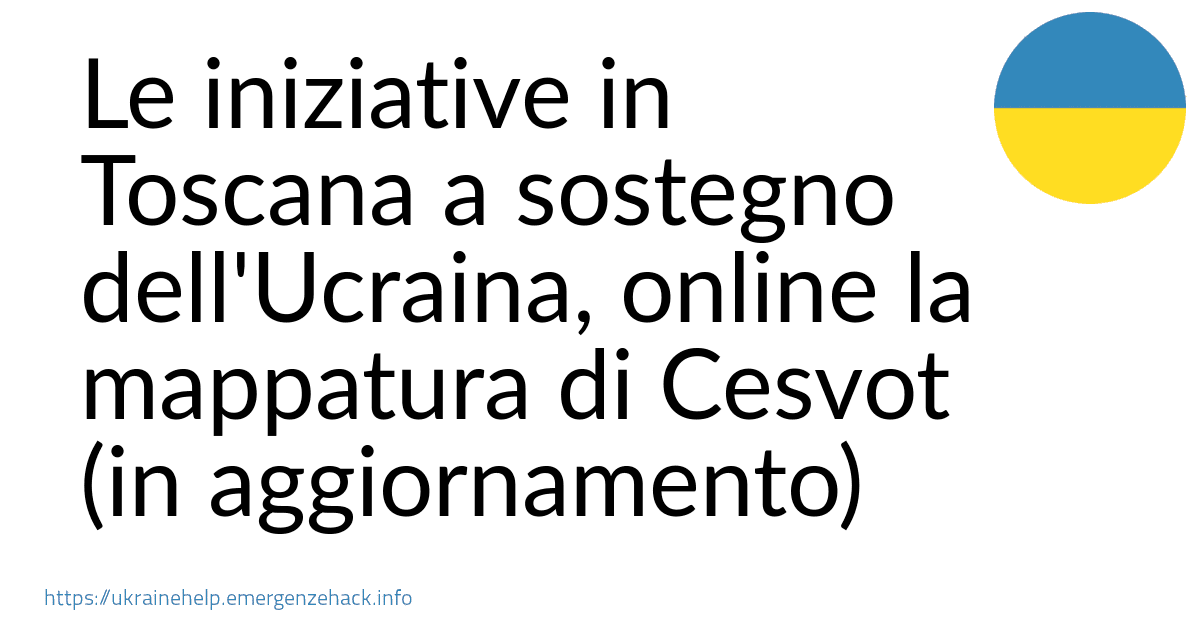 Le iniziative in
Toscana a sostegno
dell'Ucraina, online la
mappatura di Cesvot
(in aggiornamento)
https://ukrainehelp.emergenzehack.info